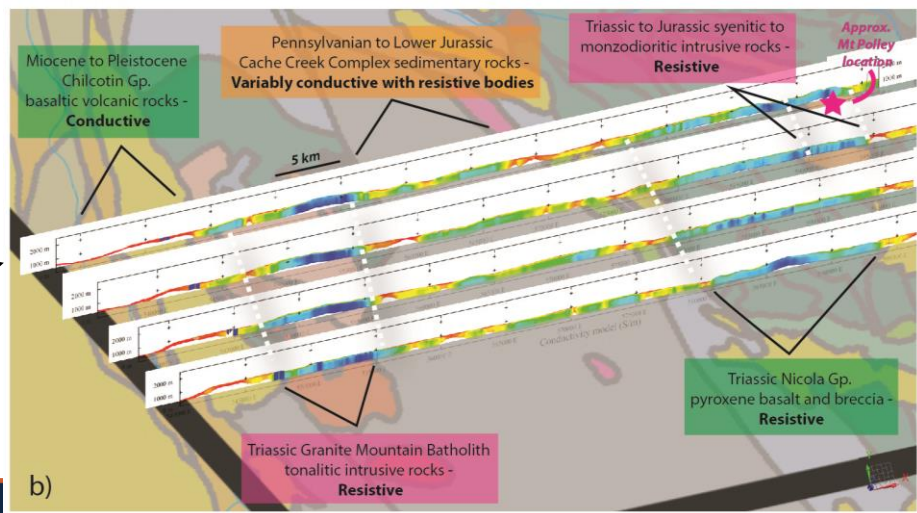 Miocene to Pleistocene
Chilcotin Gp.
basaltic volcanic rocks -
Conductive
Pennsylvanian to Lower Jurassic
Cache Creek Complex sedimentary rocks -
Variably conductive with resistive bodies
Triassic to Jurassic syenitic to
monzodioritic intrusive rocks -
Resistive
Approx.
Mt Polley
location
5 km
2000 m
1000 m
2000 m
1000 m
2000 m
1000 m
2000 m
1000 m
Conductivity model (S/m)
Triassic Nicola Gp.
pyroxene basalt and breccia -
Resistive
Triassic Granite Mountain Batholith
tonalitic intrusive rocks -
Resistive
b)